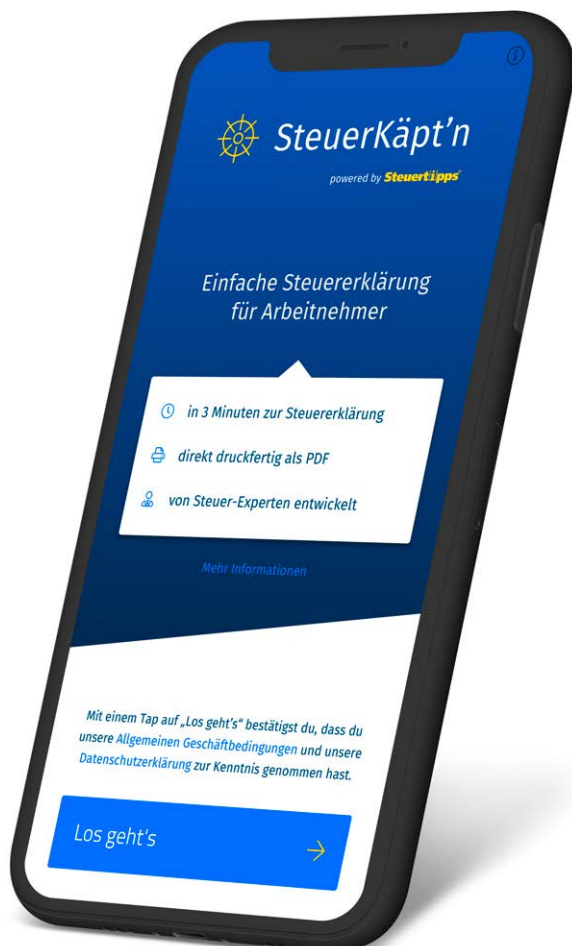 SteuerKäpt'n
powered by Steuertipps
Einfache Steuererklärung
für Arbeitnehmer
in 3 Minuten zur Steuererklärung
direkt druckfertig als PDF
von Steuer-Experten entwickelt
Mehr Informationen
Mit einem Tap auf „Los geht's“ bestätigst du, dass du
unsere Allgemeinen Geschäftbedingungen und unsere
Datenschutzerklärung zur Kenntnis genommen hast.
Los geht's